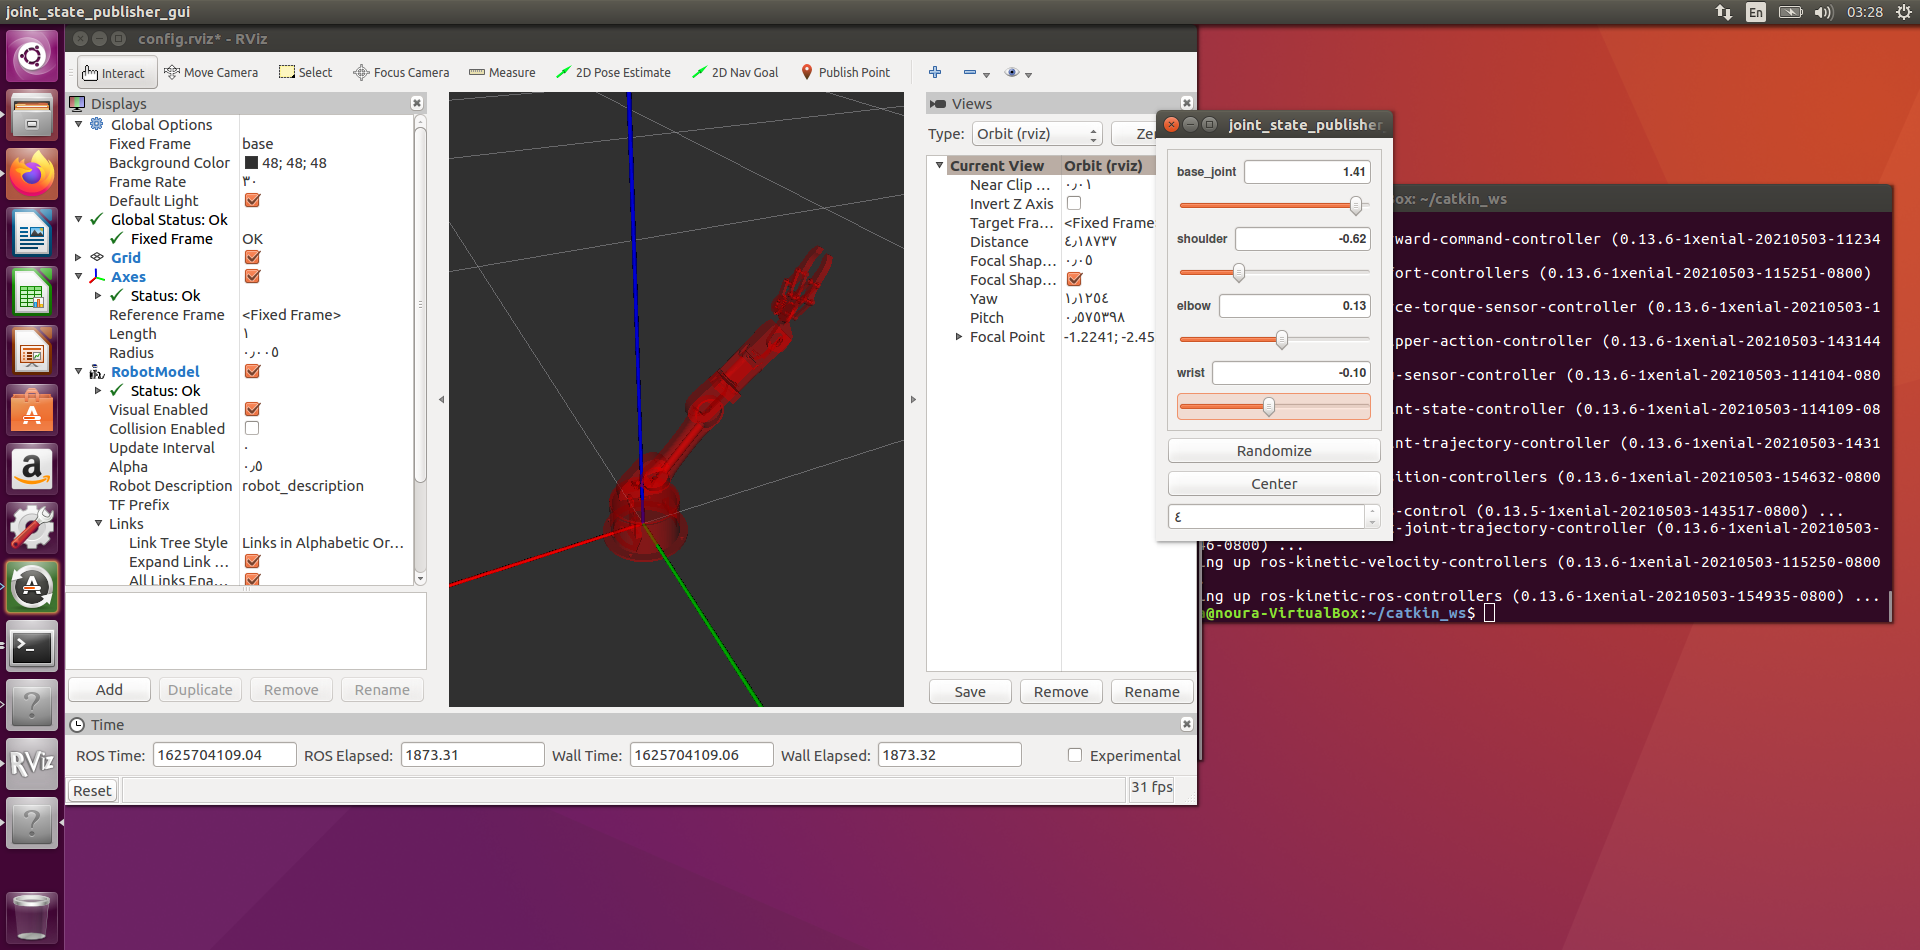 joint_state_publisher_gui
En
03:28
config.rviz* - RViz
Interact
Move Camera
Select
Focus Camera
Measure
2D Pose Estimate
2D Nav Goal
Publish Point
Displays
Global Options
Fixed Frame base
Background Color 48; 48; 48
Frame Rate ٣٠
Default Light
Global Status: Ok
Fixed Frame OK
Grid
Axes
Status: Ok
Reference Frame <Fixed Frame>
Length ١
Radius ٠٫٠٠٥
RobotModel
Status: Ok
Visual Enabled
Collision Enabled
Update Interval ٠
Alpha ٠٫٥
Robot Description robot_description
TF Prefix
Links
Link Tree Style Links in Alphabetic Or...
Expand Link ...
All Links Ena...
Add
Duplicate
Remove
Rename
Views
Type: Orbit (rviz)
Current View Orbit (rviz)
Near Clip ... ٠٫٠١
Invert Z Axis
Target Fra... <Fixed Frame
Distance ٤٫١٨٧٣٧
Focal Shap... ٠٫٠٥
Focal Shap...
Yaw ١٫١٢٥٤
Pitch ٠٫٥٧٥٣٩٨
Focal Point -1.2241; -2.45
Save
Remove
Rename
joint_state_publisher
base_joint 1.41
shoulder -0.62
elbow 0.13
wrist -0.10
Randomize
Center
٤
ox: ~/catkin_ws
ward-command-controller (0.13.6-1xenial-20210503-11234
ort-controllers (0.13.6-1xenial-20210503-115251-0800)
ce-torque-sensor-controller (0.13.6-1xenial-20210503-1
pper-action-controller (0.13.6-1xenial-20210503-143144
-sensor-controller (0.13.6-1xenial-20210503-114104-080
nt-state-controller (0.13.6-1xenial-20210503-114109-08
nt-trajectory-controller (0.13.6-1xenial-20210503-1431
ition-controllers (0.13.6-1xenial-20210503-154632-0800
-control (0.13.5-1xenial-20210503-143517-0800) ...
-joint-trajectory-controller (0.13.6-1xenial-20210503-
6-0800) ...
ng up ros-kinetic-velocity-controllers (0.13.6-1xenial-20210503-115250-0800
ng up ros-kinetic-ros-controllers (0.13.6-1xenial-20210503-154935-0800) ...
@noura-VirtualBox:~/catkin_ws$
Time
ROS Time: 1625704109.04 ROS Elapsed: 1873.31 Wall Time: 1625704109.06 Wall Elapsed: 1873.32 Experimental
Reset
31 fps
RViz